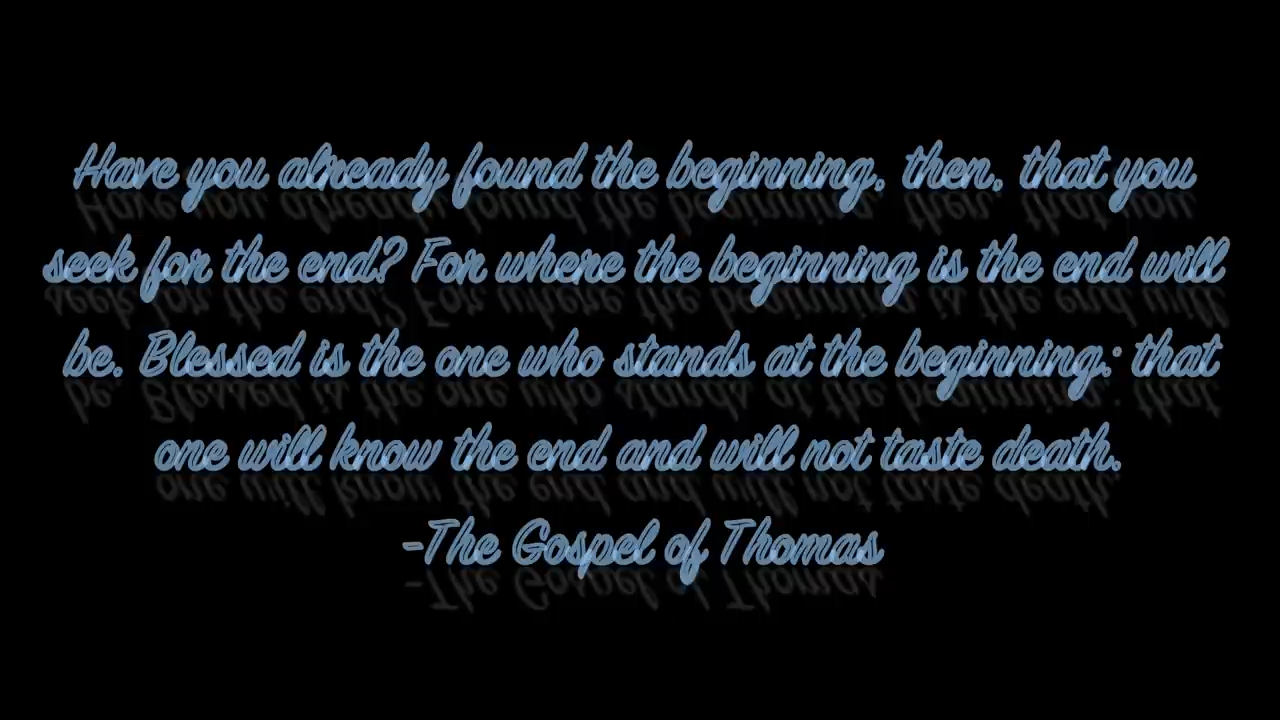 Have you already found the beginning, then, that you
seek for the end? For where the beginning is the end will
be. Blessed is the one who stands at the beginning: that
one will know the end and will not taste death.
-The Gospel of Thomas